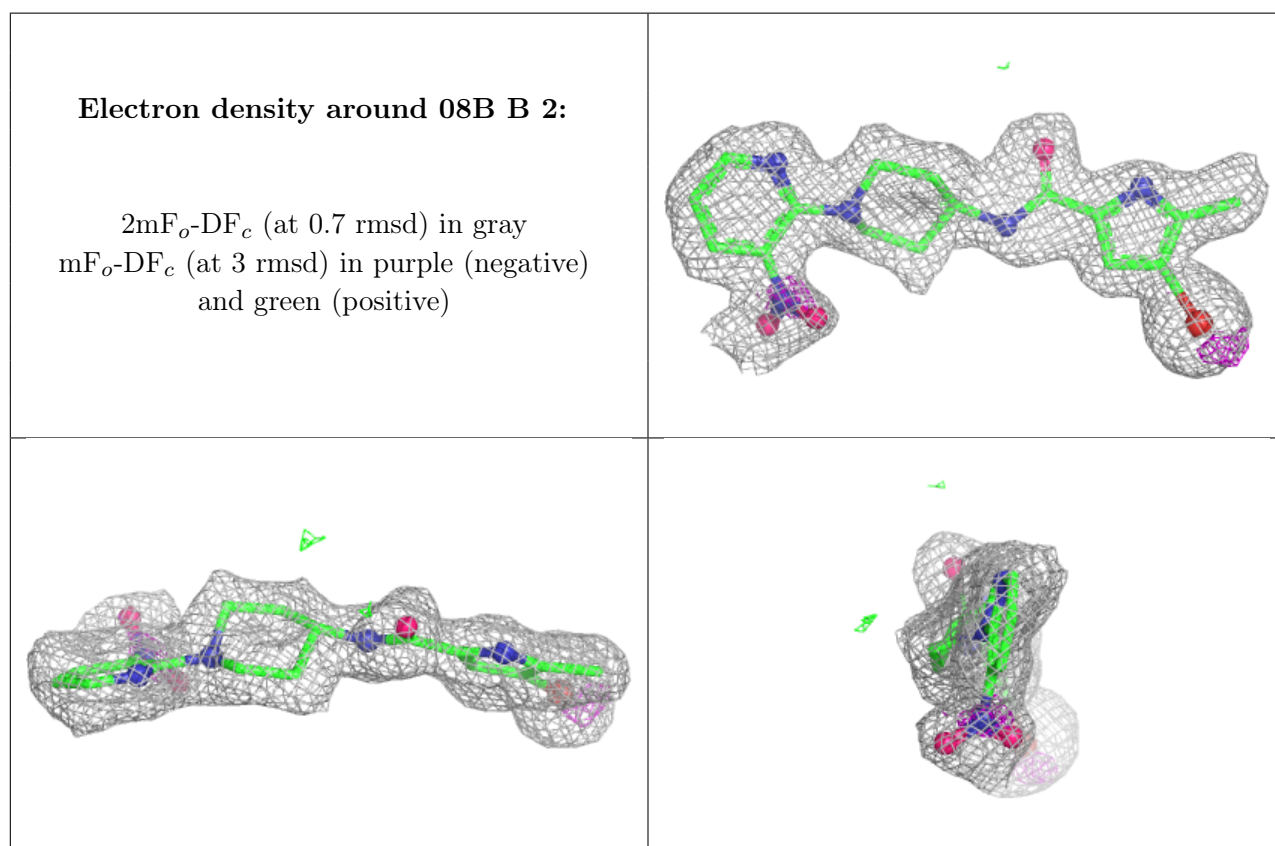 Electron density around 08B B 2:
2mFo-DFc (at 0.7 rmsd) in gray
mFo-DFc (at 3 rmsd) in purple (negative)
and green (positive)